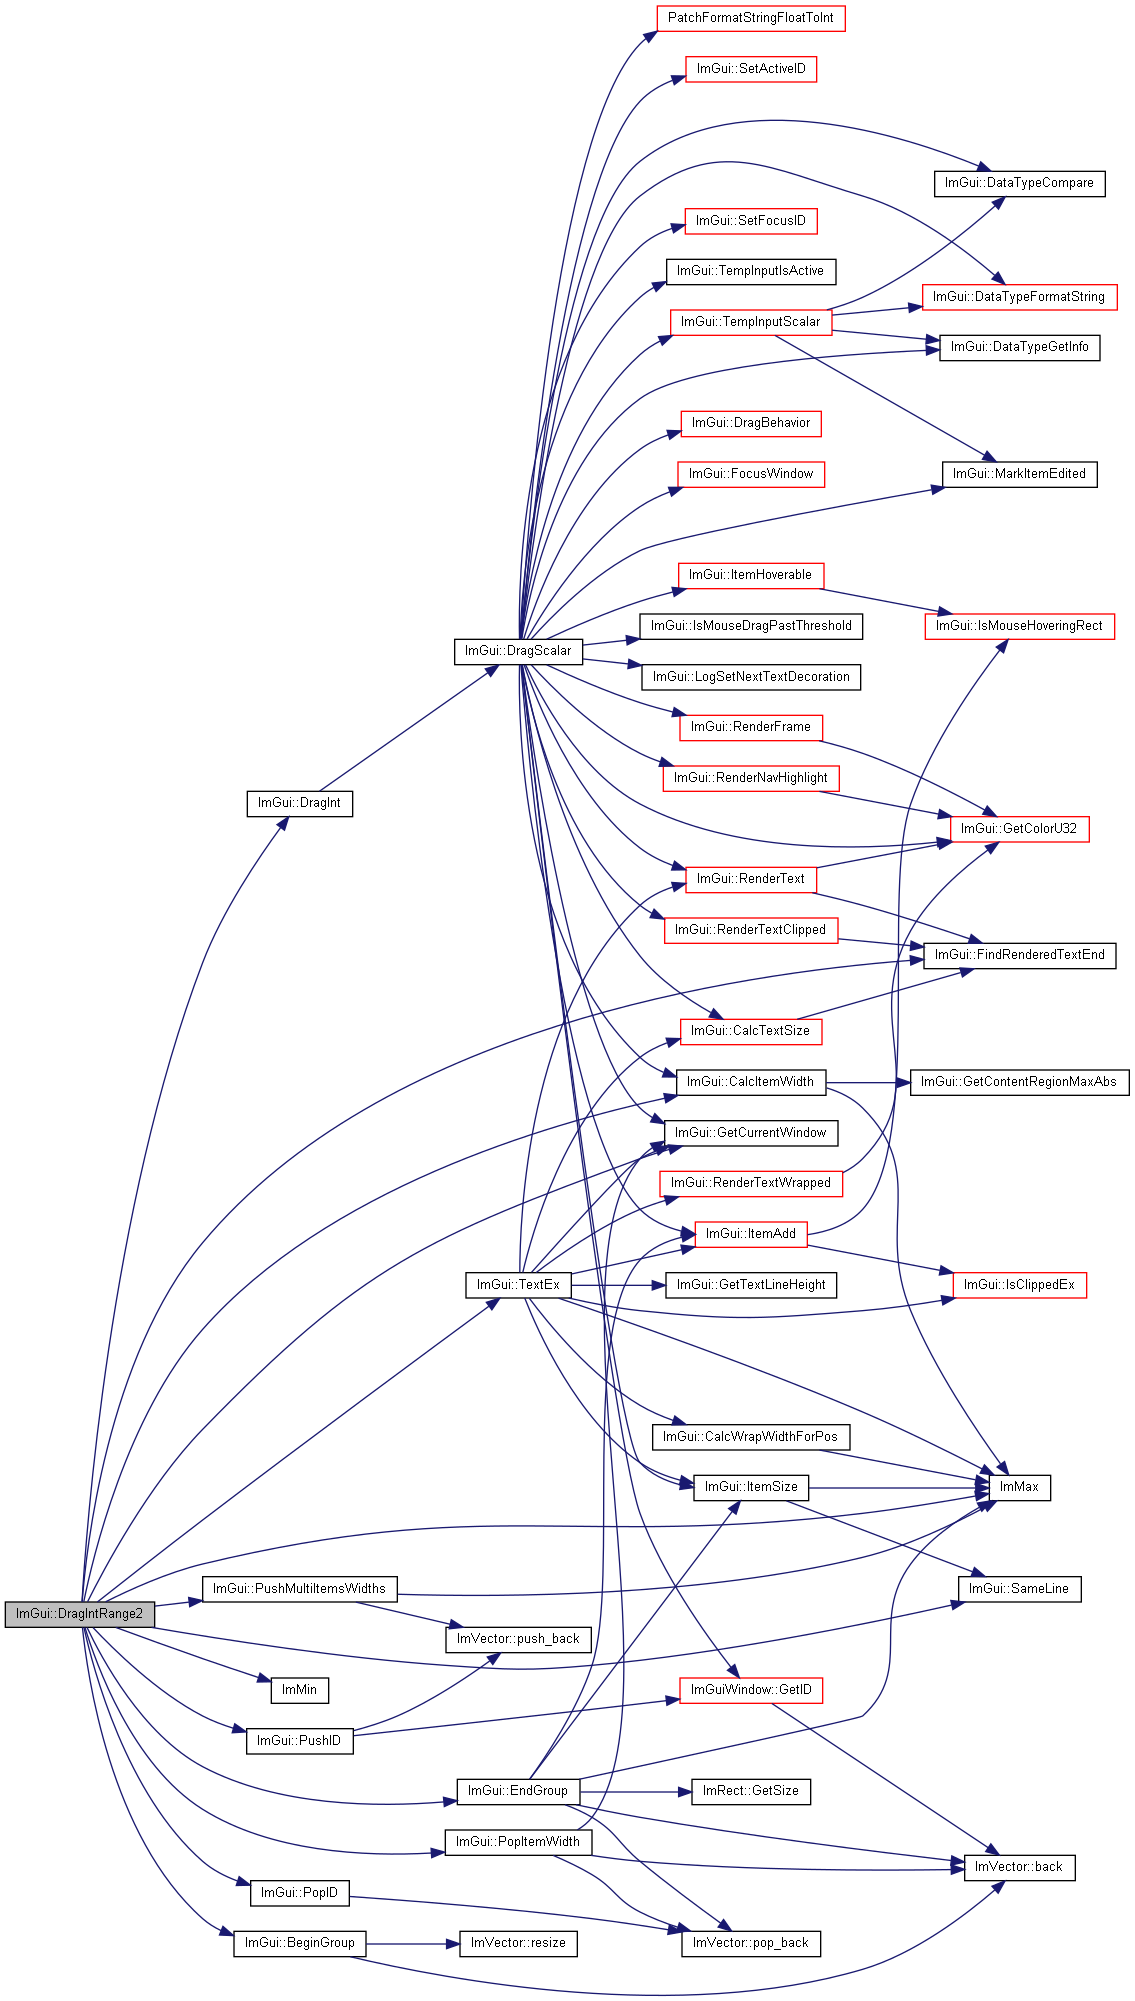 PatchFormatStringFloatToInt
ImGui::SetActiveID
ImGui::DataTypeCompare
ImGui::SetFocusID
ImGui::TempInputIsActive
ImGui::DataTypeFormatString
ImGui::TempInputScalar
ImGui::DataTypeGetInfo
ImGui::DragBehavior
ImGui::FocusWindow
ImGui::MarkItemEdited
ImGui::ItemHoverable
ImGui::IsMouseDragPastThreshold
ImGui::IsMouseHoveringRect
ImGui::DragScalar
ImGui::LogSetNextTextDecoration
ImGui::RenderFrame
ImGui::RenderNavHighlight
ImGui::DragInt
ImGui::GetColorU32
ImGui::RenderText
ImGui::RenderTextClipped
ImGui::FindRenderedTextEnd
ImGui::CalcTextSize
ImGui::CalcItemWidth
ImGui::GetContentRegionMaxAbs
ImGui::GetCurrentWindow
ImGui::RenderTextWrapped
ImGui::ItemAdd
ImGui::TextEx
ImGui::GetTextLineHeight
ImGui::IsClippedEx
ImGui::CalcWrapWidthForPos
ImGui::ItemSize
ImMax
ImGui::PushMultiItemsWidths
ImGui::SameLine
ImGui::DragIntRange2
ImVector::push_back
ImMin
ImGuiWindow::GetID
ImGui::PushID
ImGui::EndGroup
ImRect::GetSize
ImGui::PopItemWidth
ImVector::back
ImGui::PopID
ImGui::BeginGroup
ImVector::resize
ImVector::pop_back